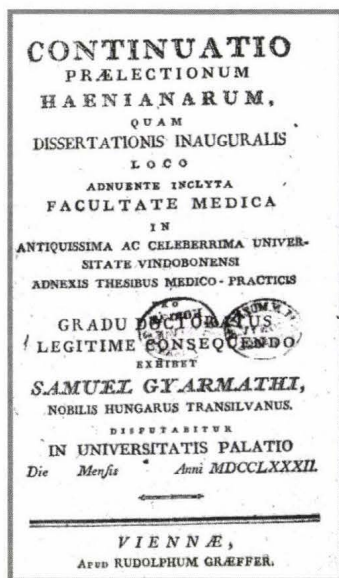 CONTINUATIO
PRÆLECTIONUM
HAENIANARUM,
QUAM
DISSERTATIONIS INAUGURALIS
LOCO
ADNUENTE INCLYTA
FACULTATE MEDICA
IN
ANTIQUISSIMA AC CELEBERRIMA UNIVER-
SITATE VINDOBONENSI
ADNEXIS THESIBUS MEDICO-PRACTICIS
PRO
GRADU DOCTORATUS
LEGITIME CONSEQUENDO
EXHIBET
SAMUEL GYARMATHI,
NOBILIS HUNGARUS TRANSILVANUS.
DISPUTABITUR
IN UNIVERSITATIS PALATIO
Die Mensis Anni MDCCLXXXII.
VIENNÆ,
APUD RUDOLPHUM GRÆFFER.